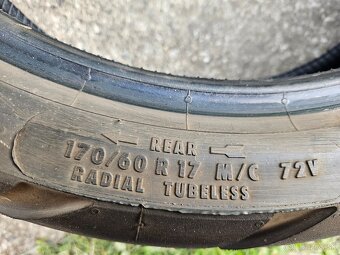 REAR
170/60 R 17 M/C 72V
RADIAL TUBELESS